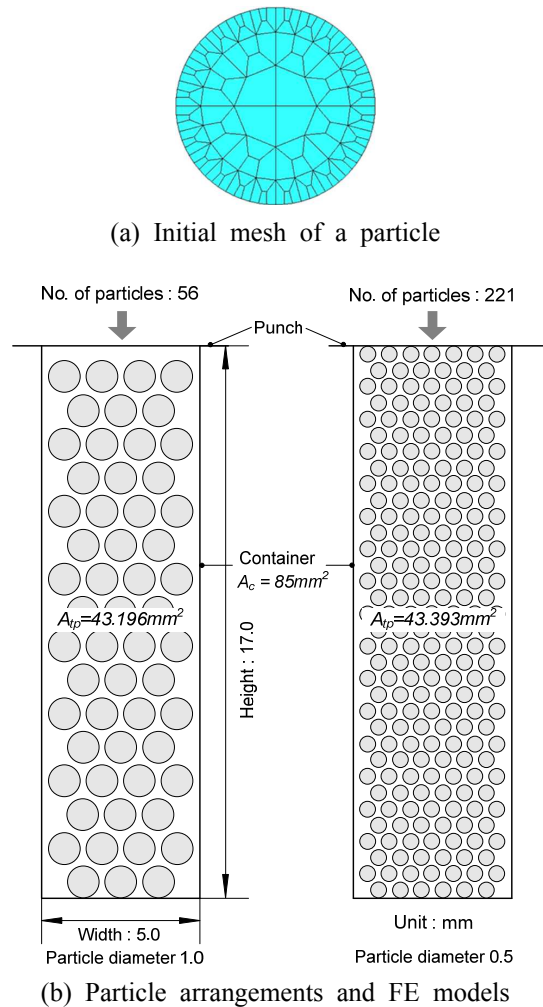 (a) Initial mesh of a particle
No. of particles : 56
No. of particles : 221
Punch
Container
A_c = 85mm²
A_tp=43.196mm²
A_tp=43.393mm²
Height : 17.0
Width : 5.0
Unit : mm
Particle diameter 1.0
Particle diameter 0.5
(b) Particle arrangements and FE models